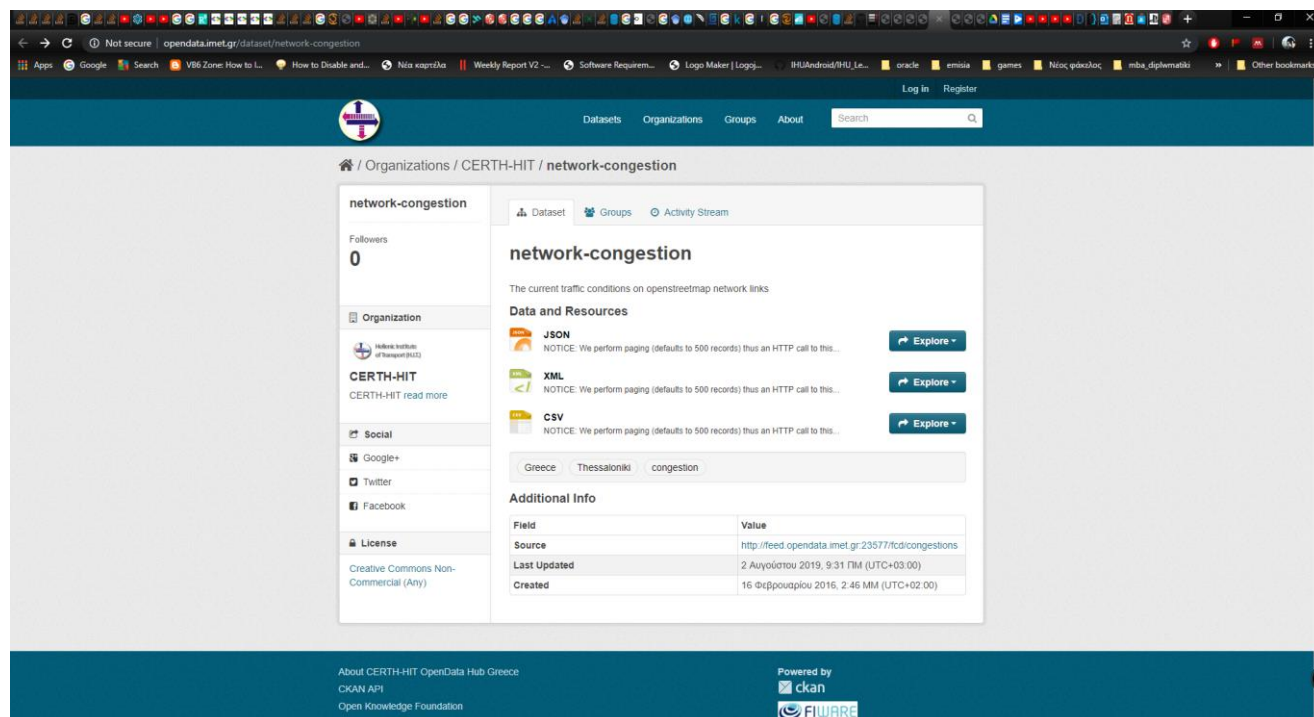 Not secure | opendata.imet.gr/dataset/network-congestion
Apps Google Search VB6 Zone: How to l... How to Disable and... Νέα καρτέλα Weekly Report V2 -... Software Requirem... Logo Maker | Logoj... IHUAndroid/IHU_Le... oracle emisia games Νέος φάκελος mba_diplwmatiki » Other bookmarks
Log in Register
Datasets Organizations Groups About Search
/ Organizations / CERTH-HIT / network-congestion
network-congestion
Followers
0
Organization
Hellenic Institute
of Transport (H.I.T.)
CERTH-HIT
CERTH-HIT read more
Social
Google+
Twitter
Facebook
License
Creative Commons Non-
Commercial (Any)
Dataset Groups Activity Stream
network-congestion
The current traffic conditions on openstreetmap network links
Data and Resources
JSON
NOTICE: We perform paging (defaults to 500 records) thus an HTTP call to this...
Explore
XML
NOTICE: We perform paging (defaults to 500 records) thus an HTTP call to this...
Explore
CSV
NOTICE: We perform paging (defaults to 500 records) thus an HTTP call to this...
Explore
Greece Thessaloniki congestion
Additional Info
Field Value
Source http://feed.opendata.imet.gr:23577/fcd/congestions
Last Updated 2 Αυγούστου 2019, 9:31 ΠΜ (UTC+03:00)
Created 16 Φεβρουαρίου 2016, 2:46 ΜΜ (UTC+02:00)
About CERTH-HIT OpenData Hub Greece
CKAN API
Open Knowledge Foundation
Powered by
ckan
FIWARE